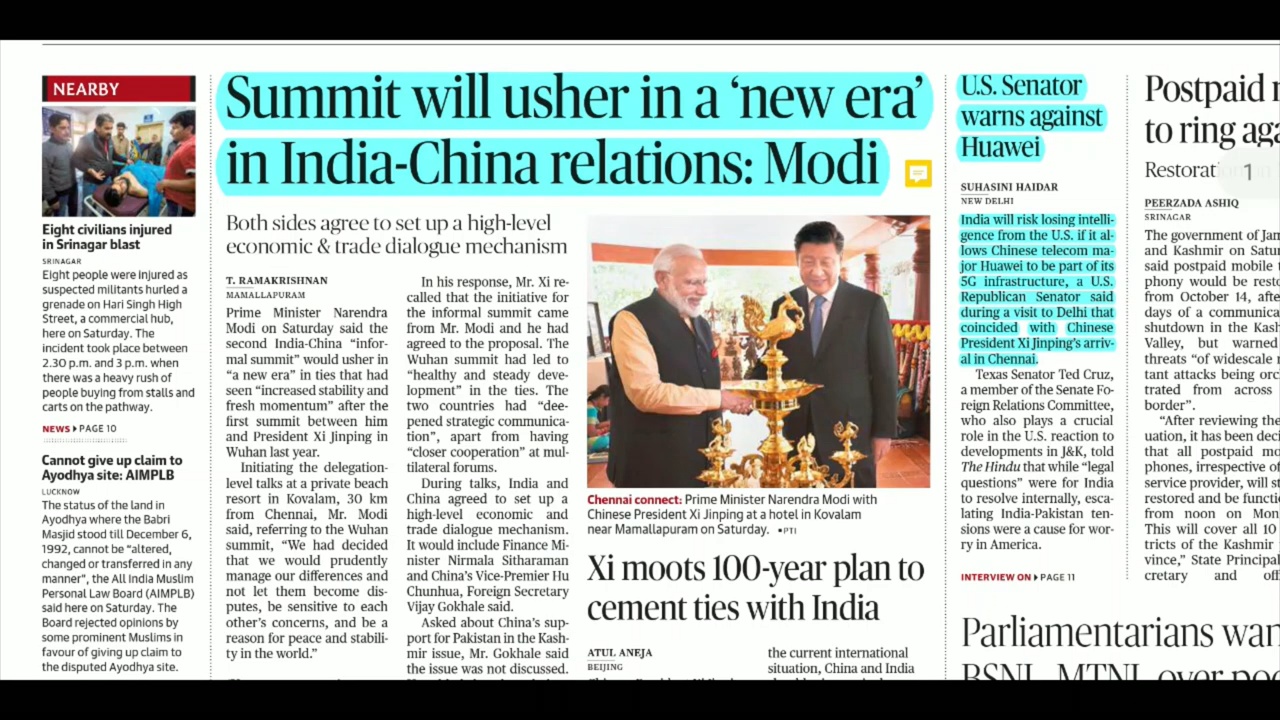 NEARBY
Eight civilians injured
in Srinagar blast
SRINAGAR
Eight people were injured as
suspected militants hurled a
grenade on Hari Singh High
Street, a commercial hub,
here on Saturday. The
incident took place between
2.30 p.m. and 3 p.m. when
there was a heavy rush of
people buying from stalls and
carts on the pathway.
NEWS PAGE 10
Cannot give up claim to
Ayodhya site: AIMPLB
LUCKNOW
The status of the land in
Ayodhya where the Babri
Masjid stood till December 6,
1992, cannot be “altered,
changed or transferred in any
manner”, the All India Muslim
Personal Law Board (AIMPLB)
said here on Saturday. The
Board rejected opinions by
some prominent Muslims in
favour of giving up claim to
the disputed Ayodhya site.
Summit will usher in a ‘new era’
in India-China relations: Modi
Both sides agree to set up a high-level
economic & trade dialogue mechanism
T. RAMAKRISHNAN
MAMALLAPURAM
Prime Minister Narendra
Modi on Saturday said the
second India-China “infor-
mal summit” would usher in
“a new era” in ties that had
seen “increased stability and
fresh momentum” after the
first summit between him
and President Xi Jinping in
Wuhan last year.
Initiating the delegation-
level talks at a private beach
resort in Kovalam, 30 km
from Chennai, Mr. Modi
said, referring to the Wuhan
summit, “We had decided
that we would prudently
manage our differences and
not let them become dis-
putes, be sensitive to each
other’s concerns, and be a
reason for peace and stabili-
ty in the world.”
In his response, Mr. Xi re-
called that the initiative for
the informal summit came
from Mr. Modi and he had
agreed to the proposal. The
Wuhan summit had led to
“healthy and steady deve-
lopment” in the ties. The
two countries had “dee-
pened strategic communica-
tion”, apart from having
“closer cooperation” at mul-
tilateral forums.
During talks, India and
China agreed to set up a
high-level economic and
trade dialogue mechanism.
It would include Finance Mi-
nister Nirmala Sitharaman
and China’s Vice-Premier Hu
Chunhua, Foreign Secretary
Vijay Gokhale said.
Asked about China’s sup-
port for Pakistan in the Kash-
mir issue, Mr. Gokhale said
the issue was not discussed.
Chennai connect: Prime Minister Narendra Modi with
Chinese President Xi Jinping at a hotel in Kovalam
near Mamallapuram on Saturday. •PTI
Xi moots 100-year plan to
cement ties with India
ATUL ANEJA
BEIJING
the current international
situation, China and India
U.S. Senator
warns against
Huawei
SUHASINI HAIDAR
NEW DELHI
India will risk losing intelli-
gence from the U.S. if it al-
lows Chinese telecom ma-
jor Huawei to be part of its
5G infrastructure, a U.S.
Republican Senator said
during a visit to Delhi that
coincided with Chinese
President Xi Jinping’s arriv-
al in Chennai.
Texas Senator Ted Cruz,
a member of the Senate Fo-
reign Relations Committee,
who also plays a crucial
role in the U.S. reaction to
developments in J&K, told
The Hindu that while “legal
questions” were for India
to resolve internally, esca-
lating India-Pakistan ten-
sions were a cause for wor-
ry in America.
INTERVIEW ON PAGE 11
Postpaid
to ring
1
PEERZADA ASHIQ
SRINAGAR
The government of
and Kashmir on
said postpaid mobile
phony would be
from October 14,
days of a
shutdown in the
Valley, but warned
threats “of widescale
tant attacks being
trated from across
border”.
“After reviewing the
uation, it has been
that all postpaid
phones, irrespective of
service provider, will
restored and be
from noon on
This will cover all 10
tricts of the Kashmir
vince,” State
cretary and
Parliamentarians
BSNL, MTNL over